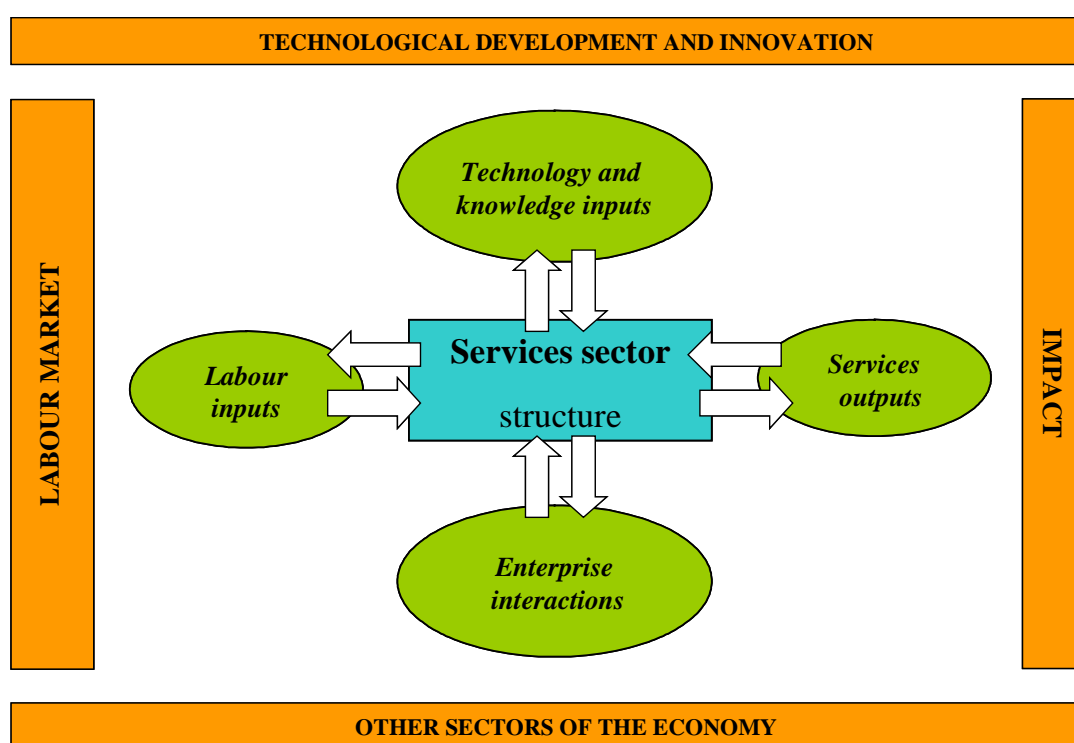 TECHNOLOGICAL DEVELOPMENT AND INNOVATION
LABOUR MARKET
Technology and
knowledge inputs
Labour
inputs
Services sector
structure
Services
outputs
Enterprise
interactions
IMPACT
OTHER SECTORS OF THE ECONOMY